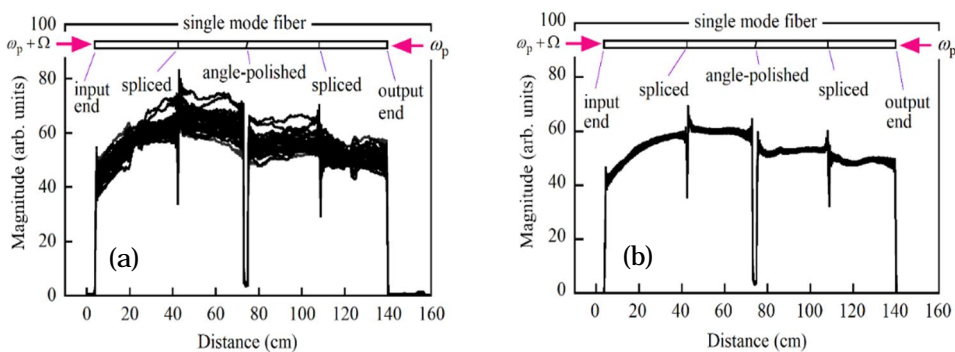 100
single mode fiber
ωp + Ω
ωp
80
input end
spliced
angle-polished
spliced
output end
60
40
20
0
Magnitude (arb. units)
(a)
0 20 40 60 80 100 120 140 160
Distance (cm)
100
single mode fiber
ωp + Ω
ωp
80
input end
spliced
angle-polished
spliced
output end
60
40
20
0
Magnitude (arb. units)
(b)
0 20 40 60 80 100 120 140 160
Distance (cm)